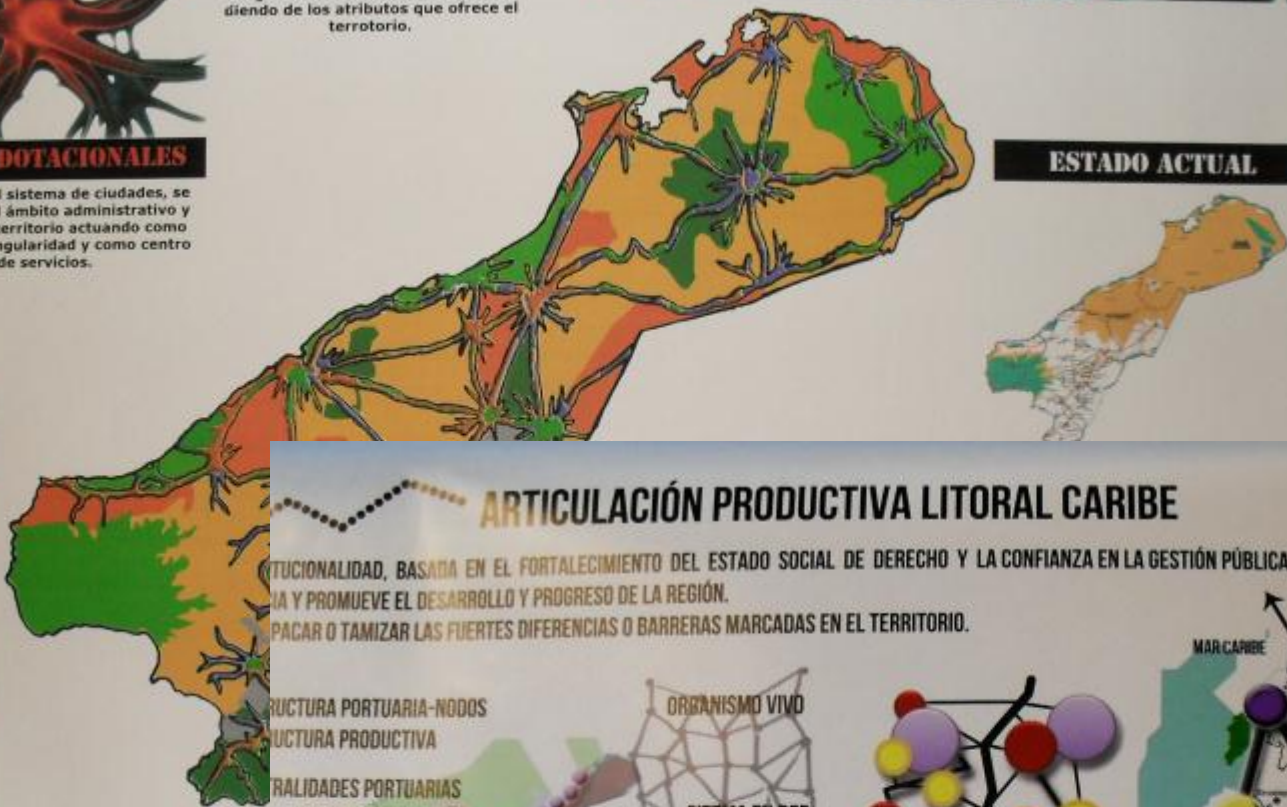 diendo de los atributos que ofrece el
terrotorio.
DOTACIONALES
sistema de ciudades, se
ámbito administrativo y
territorio actuando como
ngularidad y como centro
de servicios.
ESTADO ACTUAL
ARTICULACIÓN PRODUCTIVA LITORAL CARIBE
TUCIONALIDAD, BASADA EN EL FORTALECIMIENTO DEL ESTADO SOCIAL DE DERECHO Y LA CONFIANZA EN LA GESTIÓN PÚBLICA
IA Y PROMUEVE EL DESARROLLO Y PROGRESO DE LA REGIÓN.
PACAR O TAMIZAR LAS FUERTES DIFERENCIAS O BARRERAS MARCADAS EN EL TERRITORIO.
MAR CARIBE
RUCTURA PORTUARIA-NODOS
ORGANISMO VIVO
UCTURA PRODUCTIVA
TRALIDADES PORTUARIAS